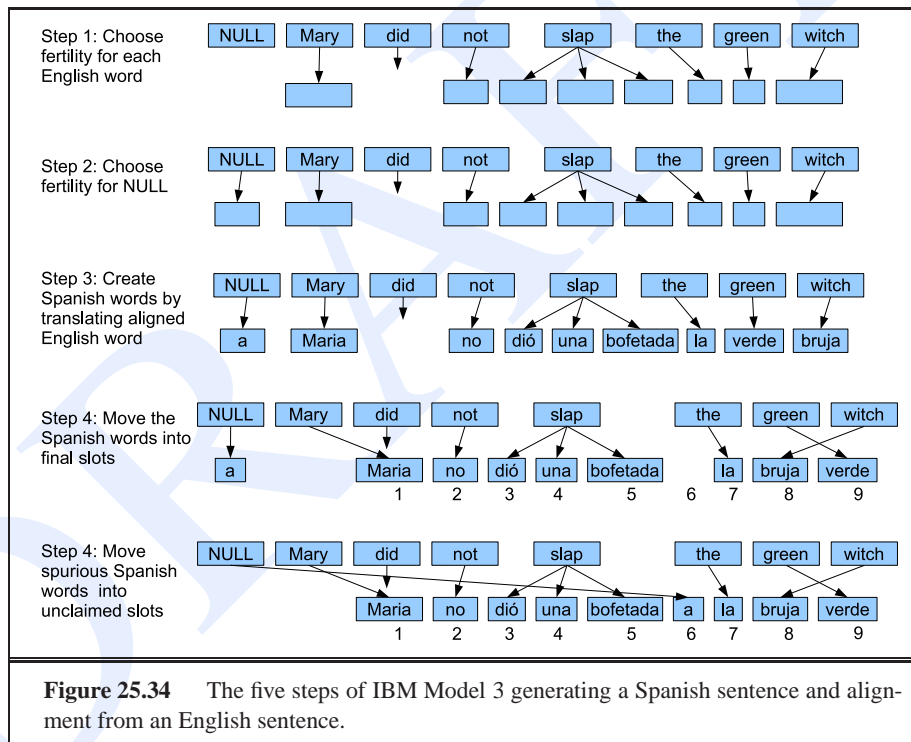 Step 1: Choose
fertility for each
English word
NULL Mary did not slap the green witch
Step 2: Choose
fertility for NULL
NULL Mary did not slap the green witch
Step 3: Create
Spanish words by
translating aligned
English word
NULL Mary did not slap the green witch
a Maria no dió una bofetada la verde bruja
Step 4: Move the
Spanish words into
final slots
NULL Mary did not slap the green witch
a Maria no dió una bofetada la bruja verde
1 2 3 4 5 6 7 8 9
Step 4: Move
spurious Spanish
words into
unclaimed slots
NULL Mary did not slap the green witch
Maria no dió una bofetada a la bruja verde
1 2 3 4 5 6 7 8 9
Figure 25.34 The five steps of IBM Model 3 generating a Spanish sentence and align-
ment from an English sentence.
DRAFT